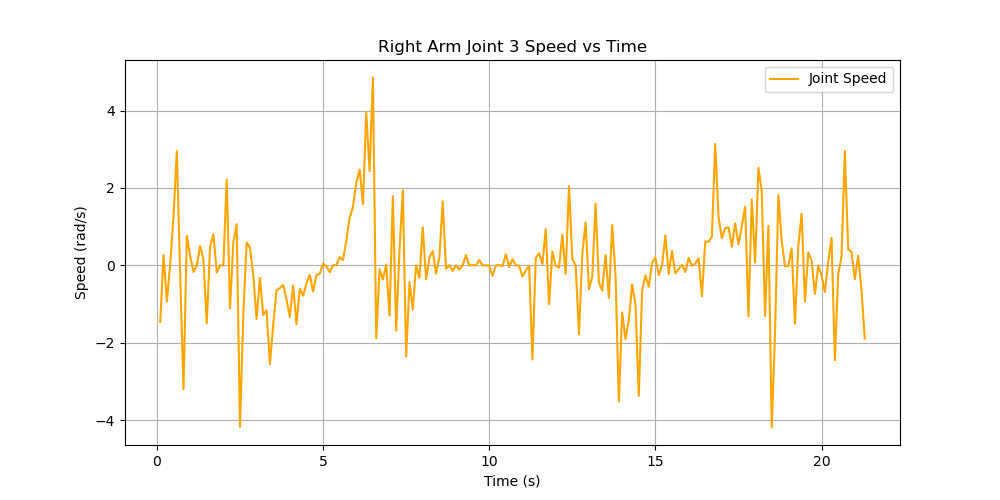 Right Arm Joint 3 Speed vs Time
Joint Speed
4
2
0
−2
−4
Speed (rad/s)
0 5 10 15 20
Time (s)